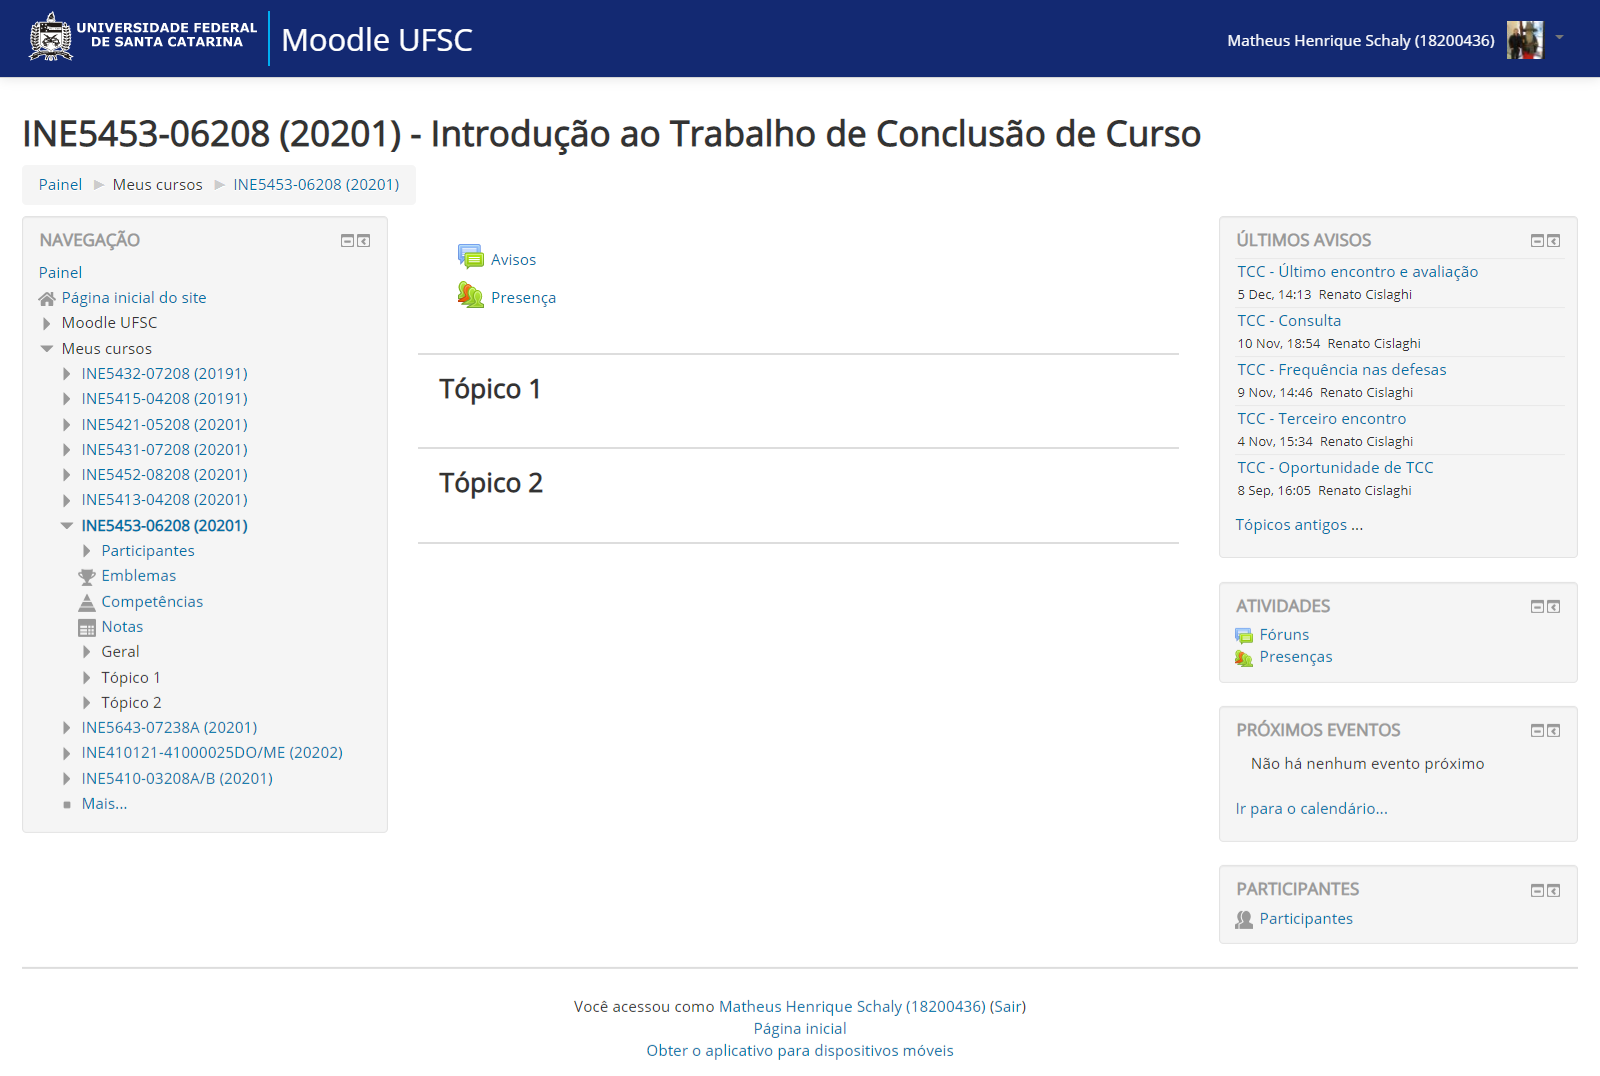 UNIVERSIDADE FEDERAL
DE SANTA CATARINA
Moodle UFSC
Matheus Henrique Schaly (18200436)
INE5453-06208 (20201) - Introdução ao Trabalho de Conclusão de Curso
Painel
Meus cursos
INE5453-06208 (20201)
NAVEGAÇÃO
Painel
Página inicial do site
Moodle UFSC
Meus cursos
INE5432-07208 (20191)
INE5415-04208 (20191)
INE5421-05208 (20201)
INE5431-07208 (20201)
INE5452-08208 (20201)
INE5413-04208 (20201)
INE5453-06208 (20201)
Participantes
Emblemas
Competências
Notas
Geral
Tópico 1
Tópico 2
INE5643-07238A (20201)
INE410121-41000025DO/ME (20202)
INE5410-03208A/B (20201)
Mais...
Avisos
Presença
Tópico 1
Tópico 2
ÚLTIMOS AVISOS
TCC - Último encontro e avaliação
5 Dec, 14:13 Renato Cislaghi
TCC - Consulta
10 Nov, 18:54 Renato Cislaghi
TCC - Frequência nas defesas
9 Nov, 14:46 Renato Cislaghi
TCC - Terceiro encontro
4 Nov, 15:34 Renato Cislaghi
TCC - Oportunidade de TCC
8 Sep, 16:05 Renato Cislaghi
Tópicos antigos ...
ATIVIDADES
Fóruns
Presenças
PRÓXIMOS EVENTOS
Não há nenhum evento próximo
Ir para o calendário...
PARTICIPANTES
Participantes
Você acessou como Matheus Henrique Schaly (18200436) (Sair)
Página inicial
Obter o aplicativo para dispositivos móveis